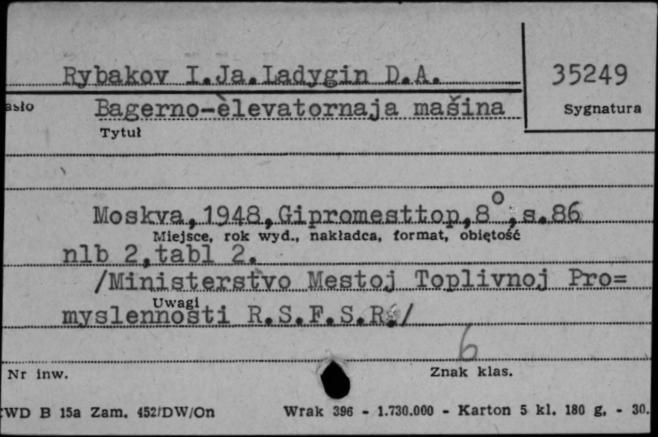 Rybakov I.Ja.Ladygin D.A.
35249
asło
Bagerno-èlevatornaja mašina
Sygnatura
Tytuł
Moskva,1948,Gipromesttop,8°,s.86
Miejsce, rok wyd., nakładca, format, obiętość
nlb 2,tabl 2.
/Ministerstvo Mestoj Toplivnoj Pro=
Uwagi
myslennosti R.S.F.S.R./
6
Nr inw.
Znak klas.
CWD B 15a Zam. 452/DW/On
Wrak 396 - 1.730.000 - Karton 5 kl. 180 g. - 30.